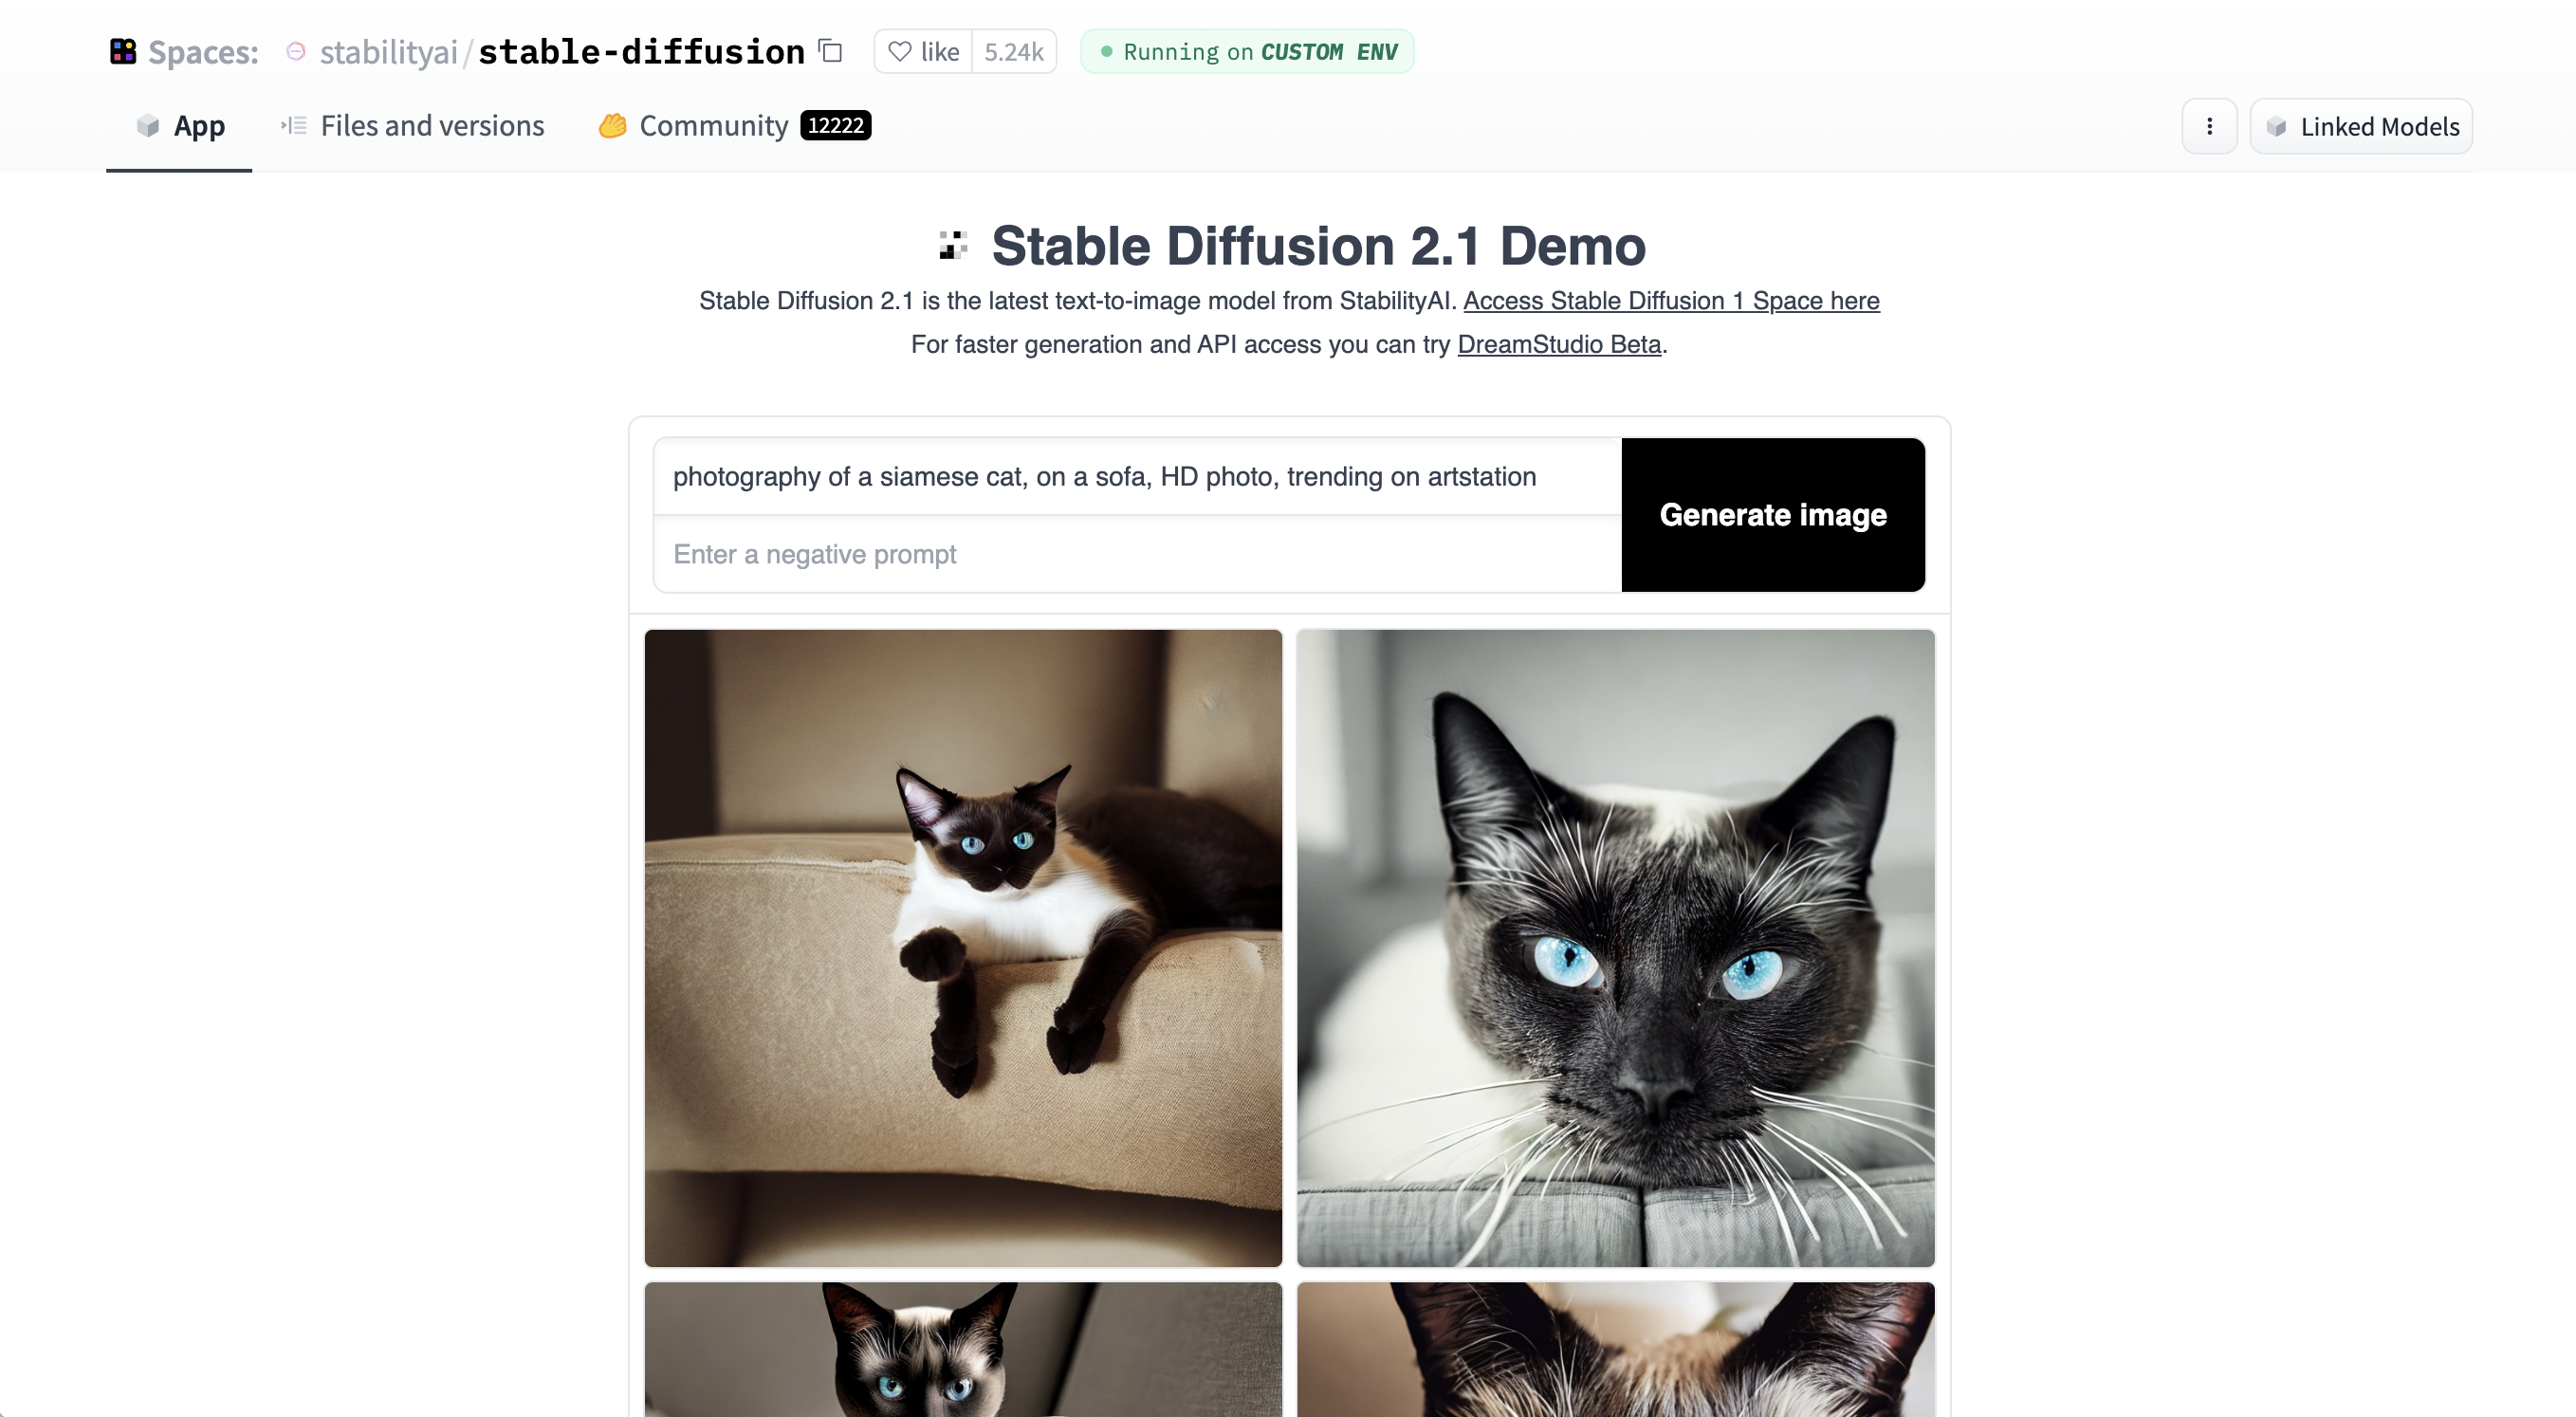 Spaces: stabilityai/stable-diffusion like 5.24k Running on CUSTOM ENV
App Files and versions Community 12222 Linked Models
Stable Diffusion 2.1 Demo
Stable Diffusion 2.1 is the latest text-to-image model from StabilityAI. Access Stable Diffusion 1 Space here
For faster generation and API access you can try DreamStudio Beta.
photography of a siamese cat, on a sofa, HD photo, trending on artstation
Generate image
Enter a negative prompt